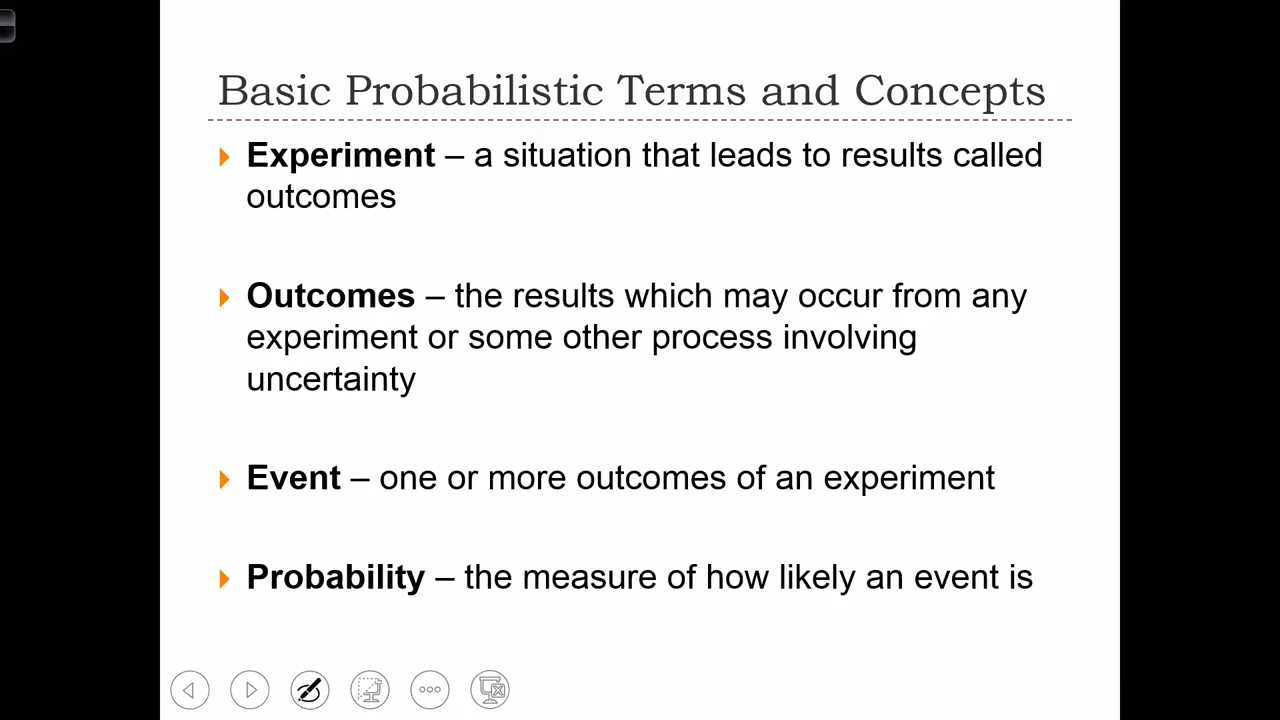 Basic Probabilistic Terms and Concepts
Experiment – a situation that leads to results called
outcomes
Outcomes – the results which may occur from any
experiment or some other process involving
uncertainty
Event – one or more outcomes of an experiment
Probability – the measure of how likely an event is